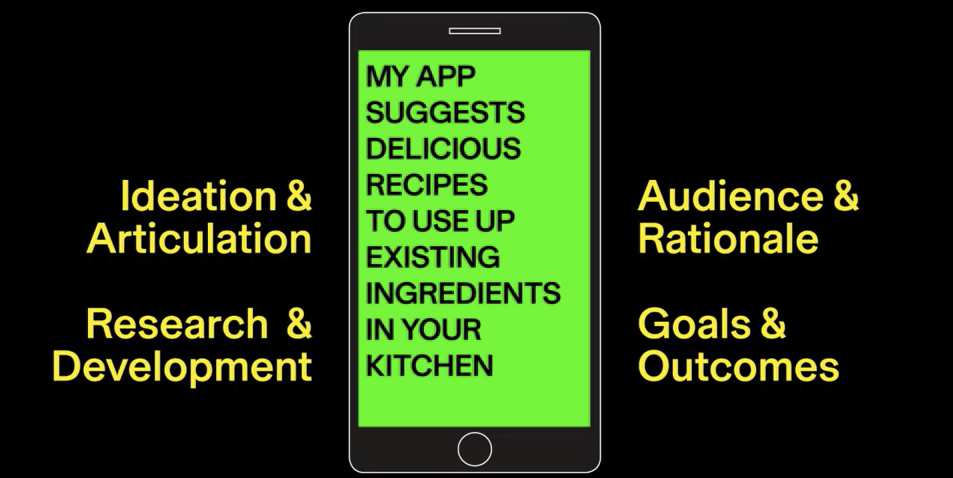 Ideation &
Articulation
Research &
Development
MY APP
SUGGESTS
DELICIOUS
RECIPES
TO USE UP
EXISTING
INGREDIENTS
IN YOUR
KITCHEN
Audience &
Rationale
Goals &
Outcomes